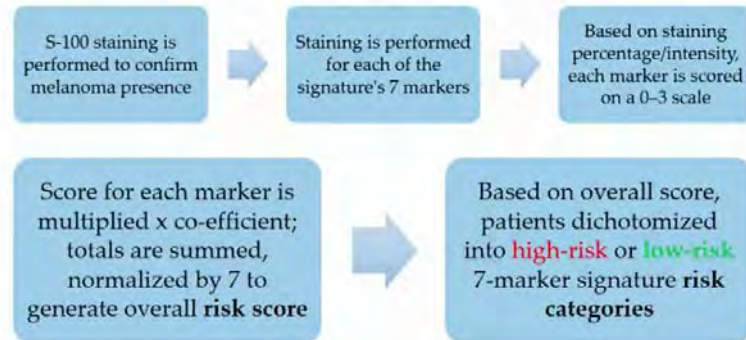 S-100 staining is
performed to confirm
melanoma presence
Staining is performed
for each of the
signature's 7 markers
Based on staining
percentage/intensity,
each marker is scored
on a 0–3 scale
Score for each marker is
multiplied x co-efficient;
totals are summed,
normalized by 7 to
generate overall risk score
Based on overall score,
patients dichotomized
into high-risk or low-risk
7-marker signature risk
categories